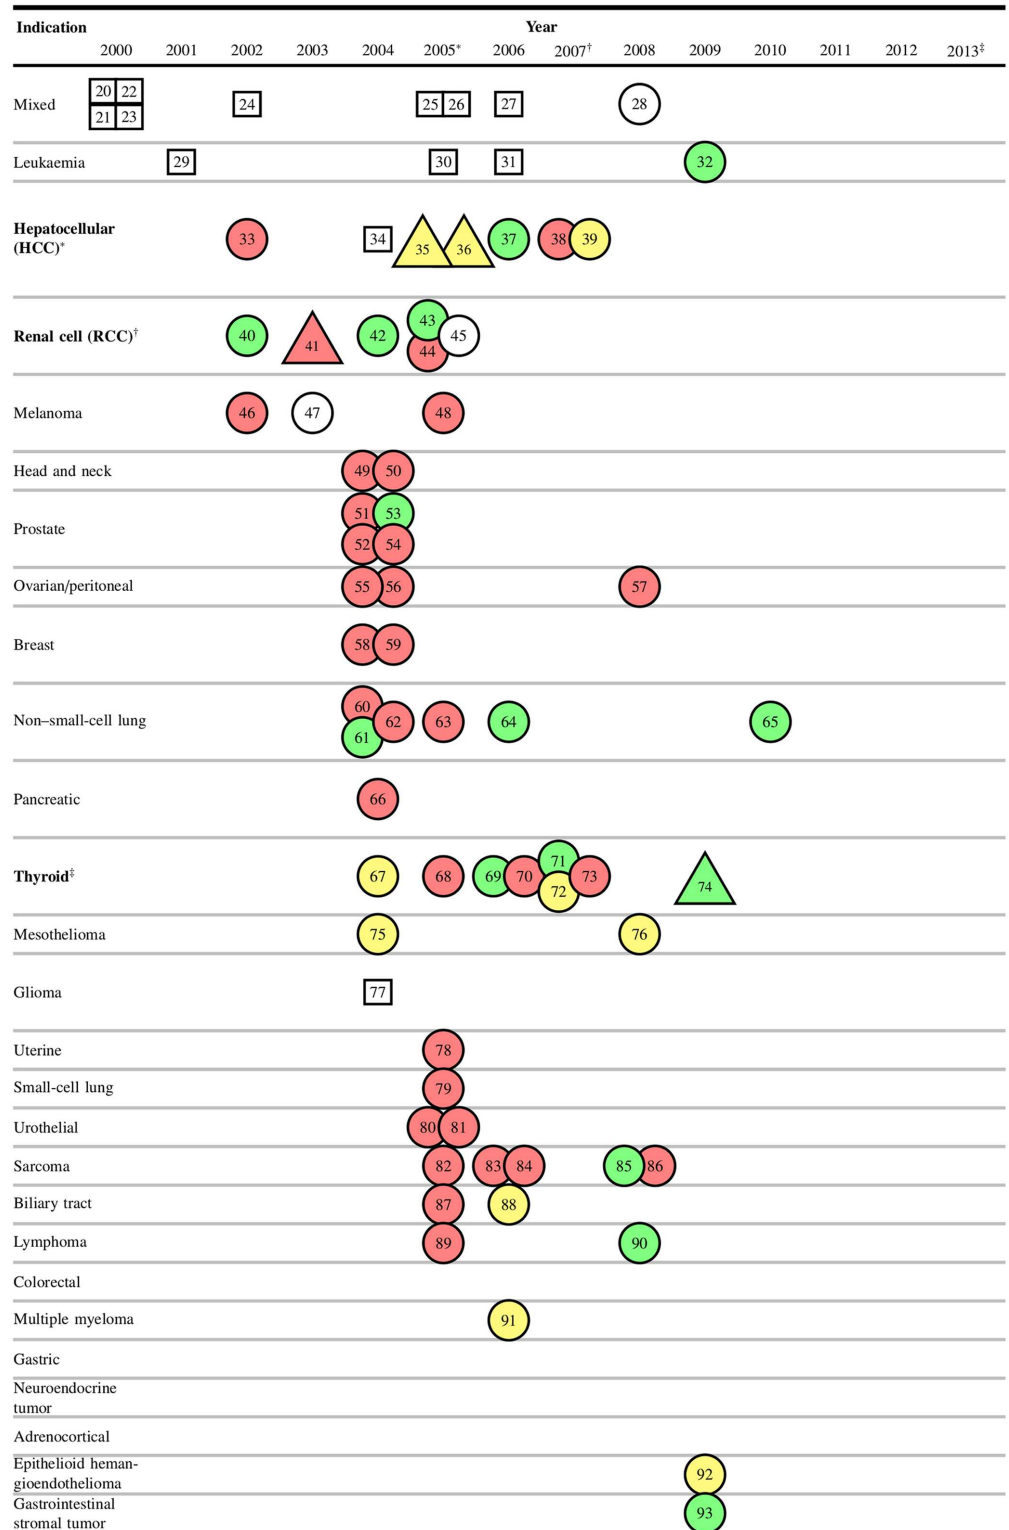 Indication Year
2000 2001 2002 2003 2004 2005* 2006 2007† 2008 2009 2010 2011 2012 2013‡
20 22
Mixed 24 25 26 27 28
21 23
Leukaemia 29 30 31 32
Hepatocellular
(HCC)* 33 34 35 36 37 38 39
43
Renal cell (RCC)† 40 41 42 45
44
Melanoma 46 47 48
Head and neck 49 50
51 53
Prostate
52 54
Ovarian/peritoneal 55 56 57
Breast 58 59
60
Non–small-cell lung 62 63 64 65
61
Pancreatic 66
71
Thyroid‡ 67 68 69 70 73 74
72
Mesothelioma 75 76
Glioma 77
Uterine 78
Small-cell lung 79
Urothelial 80 81
Sarcoma 82 83 84 85 86
Biliary tract 87 88
Lymphoma 89 90
Colorectal
Multiple myeloma 91
Gastric
Neuroendocrine
tumor
Adrenocortical
Epithelioid heman-
gioendothelioma 92
Gastrointestinal
stromal tumor 93